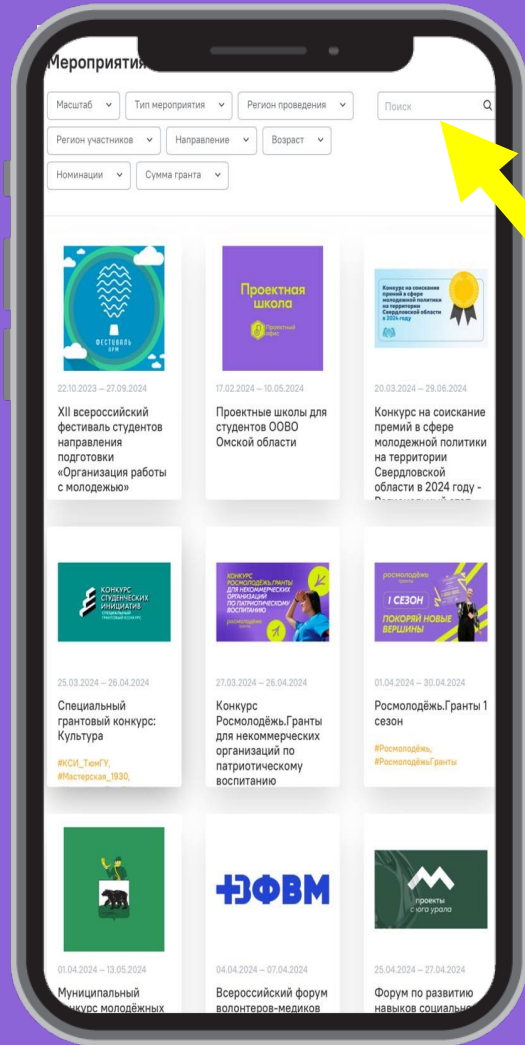 Мероприятия
Масштаб
Тип мероприятия
Регион проведения
Поиск
Регион участников
Направление
Возраст
Номинации
Сумма гранта
ФЕСТИВАЛЬ
ОРМ
Проектная
школа
Проектный
офис
Конкурс на соискание
премий в сфере
молодежной политики
на территории
Свердловской области
в 2024 году
22.10.2023 – 27.09.2024
17.02.2024 – 10.05.2024
20.03.2024 – 29.06.2024
XII всероссийский
фестиваль студентов
направления
подготовки
«Организация работы
с молодежью»
Проектные школы для
студентов ООВО
Омской области
Конкурс на соискание
премий в сфере
молодежной политики
на территории
Свердловской
области в 2024 году -
КОНКУРС
СТУДЕНЧЕСКИХ
ИНИЦИАТИВ
КОНКУРС
РОСМОЛОДЁЖЬ.ГРАНТЫ
ДЛЯ НЕКОММЕРЧЕСКИХ
ОРГАНИЗАЦИЙ
ПО ПАТРИОТИЧЕСКОМУ
ВОСПИТАНИЮ
росмолодёжь
росмолодёжь
гранты
I СЕЗОН
ПОКОРЯЙ НОВЫЕ
ВЕРШИНЫ
25.03.2024 – 26.04.2024
27.03.2024 – 26.04.2024
01.04.2024 – 30.04.2024
Специальный
грантовый конкурс:
Культура
#КСИ_ТюмГУ,
#Мастерская_1930,
Конкурс
Росмолодёжь.Гранты
для некоммерческих
организаций по
патриотическому
воспитанию
Росмолодёжь.Гранты 1
сезон
#Росмолодёжь,
#РосмолодёжьГранты
ВФВМ
проекты
с юга урала
01.04.2024 – 13.05.2024
04.04.2024 – 07.04.2024
25.04.2024 – 27.04.2024
Муниципальный
конкурс молодёжных
Всероссийский форум
волонтеров-медиков
Форум по развитию
навыков социально